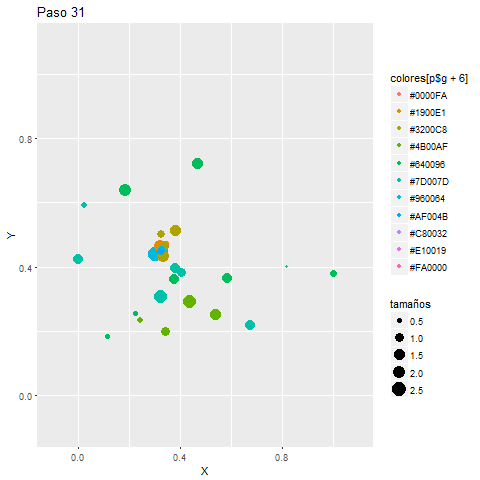 Paso 31
Y
0.8
0.4
0.0
0.0
0.4
0.8
X
colores[p$g + 6]
#0000FA
#1900E1
#3200C8
#4B00AF
#640096
#7D007D
#960064
#AF004B
#C80032
#E10019
#FA0000
tamaños
0.5
1.0
1.5
2.0
2.5